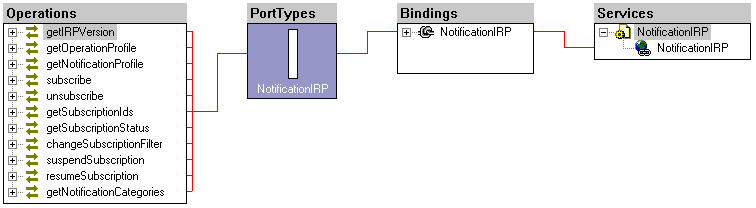 Operations
getIRPVersion
getOperationProfile
getNotificationProfile
subscribe
unsubscribe
getSubscriptionIds
getSubscriptionStatus
changeSubscriptionFilter
suspendSubscription
resumeSubscription
getNotificationCategories
PortTypes
NotificationIRP
Bindings
NotificationIRP
Services
NotificationIRP
NotificationIRP